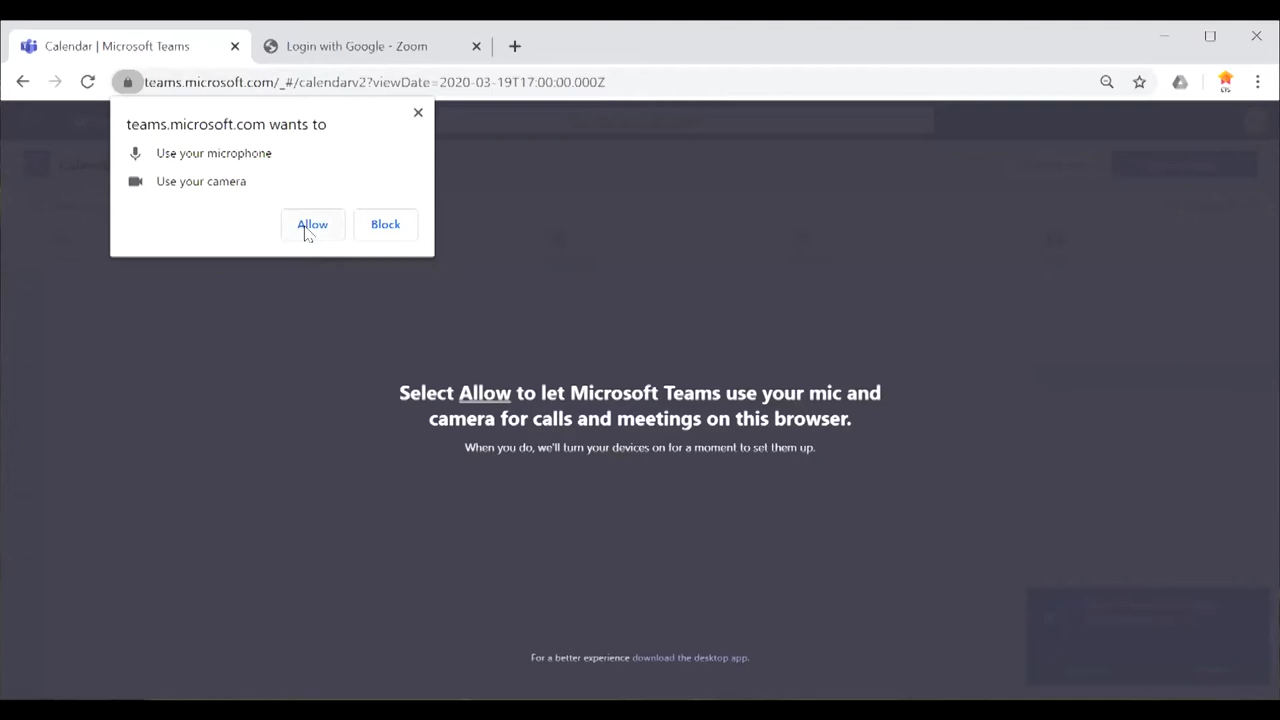 Calendar | Microsoft Teams
Login with Google - Zoom
teams.microsoft.com/_#/calendarv2?viewDate=2020-03-19T17:00:00.000Z
teams.microsoft.com wants to
Use your microphone
Use your camera
Allow
Block
Select Allow to let Microsoft Teams use your mic and
camera for calls and meetings on this browser.
When you do, we'll turn your devices on for a moment to set them up.
For a better experience download the desktop app.